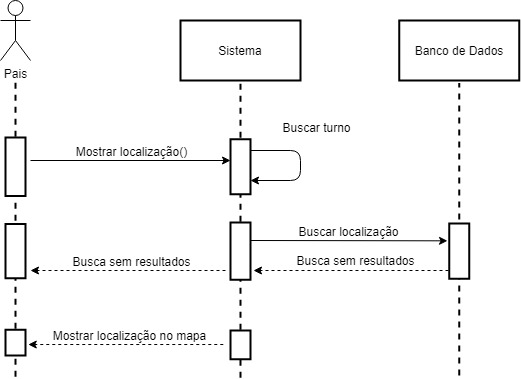 Pais
Sistema
Banco de Dados
Buscar turno
Mostrar localização()
Buscar localização
Busca sem resultados
Busca sem resultados
Mostrar localização no mapa